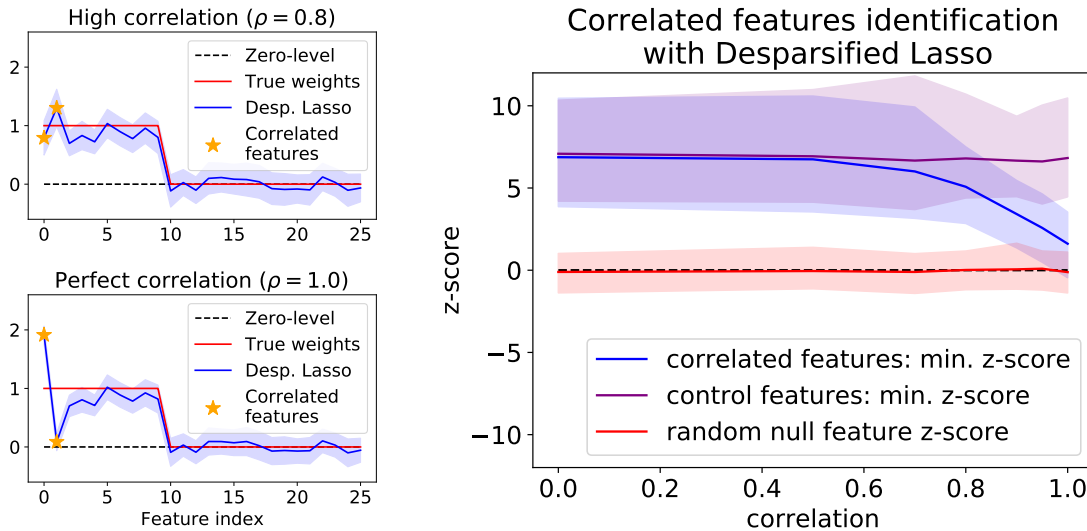 High correlation (ρ = 0.8)
2
1
0
Zero-level
True weights
Desp. Lasso
Correlated
features
0 5 10 15 20 25
Perfect correlation (ρ = 1.0)
2
1
0
Zero-level
True weights
Desp. Lasso
Correlated
features
0 5 10 15 20 25
Feature index
Correlated features identification
with Desparsified Lasso
10
5
0
−5
−10
z-score
correlated features: min. z-score
control features: min. z-score
random null feature z-score
0.0 0.2 0.4 0.6 0.8 1.0
correlation